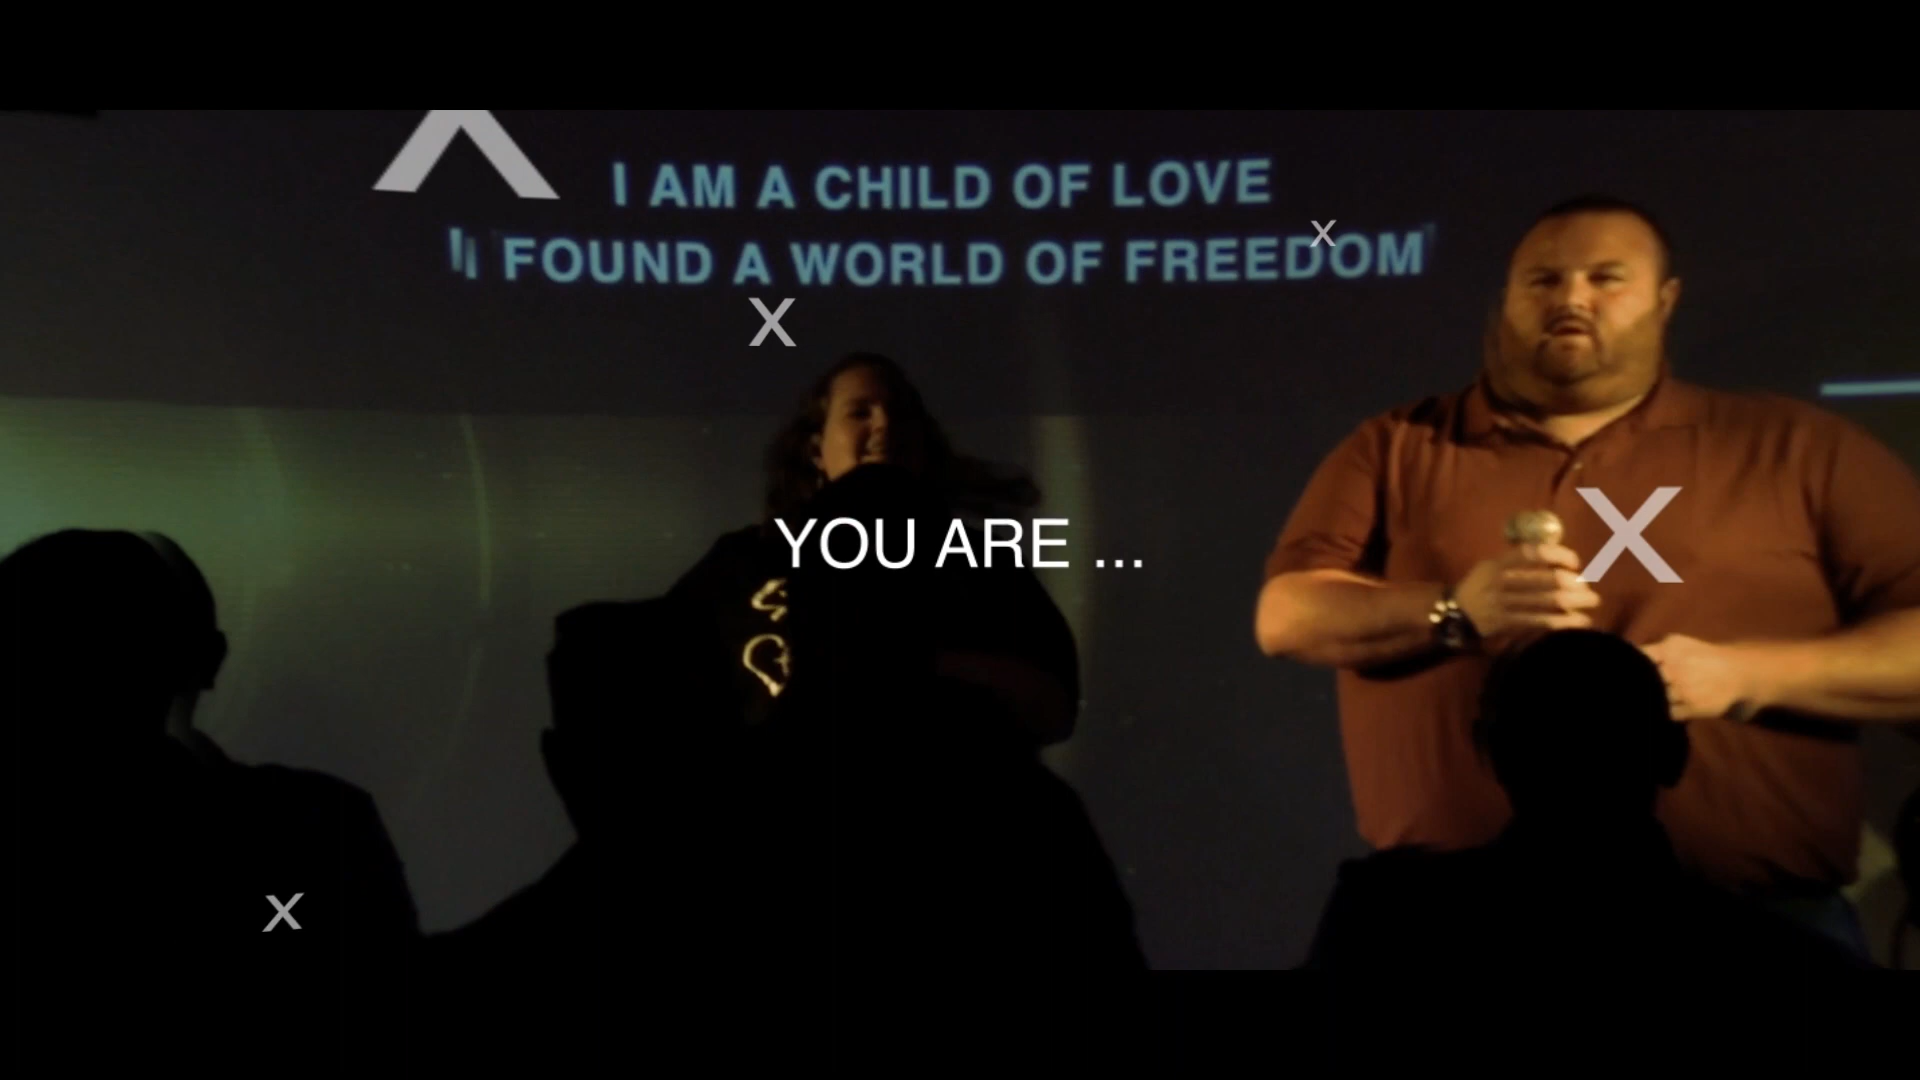 I AM A CHILD OF LOVE
I FOUND A WORLD OF FREEDOM
X
X
YOU ARE ...
X
X